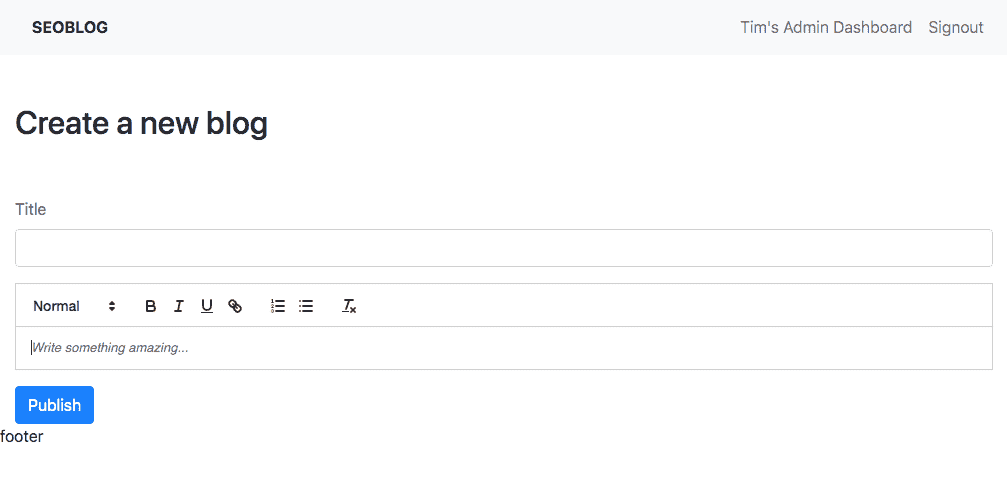 SEOBLOG Tim's Admin Dashboard Signout
Create a new blog
Title
Normal B I U
Write something amazing...
Publish
footer